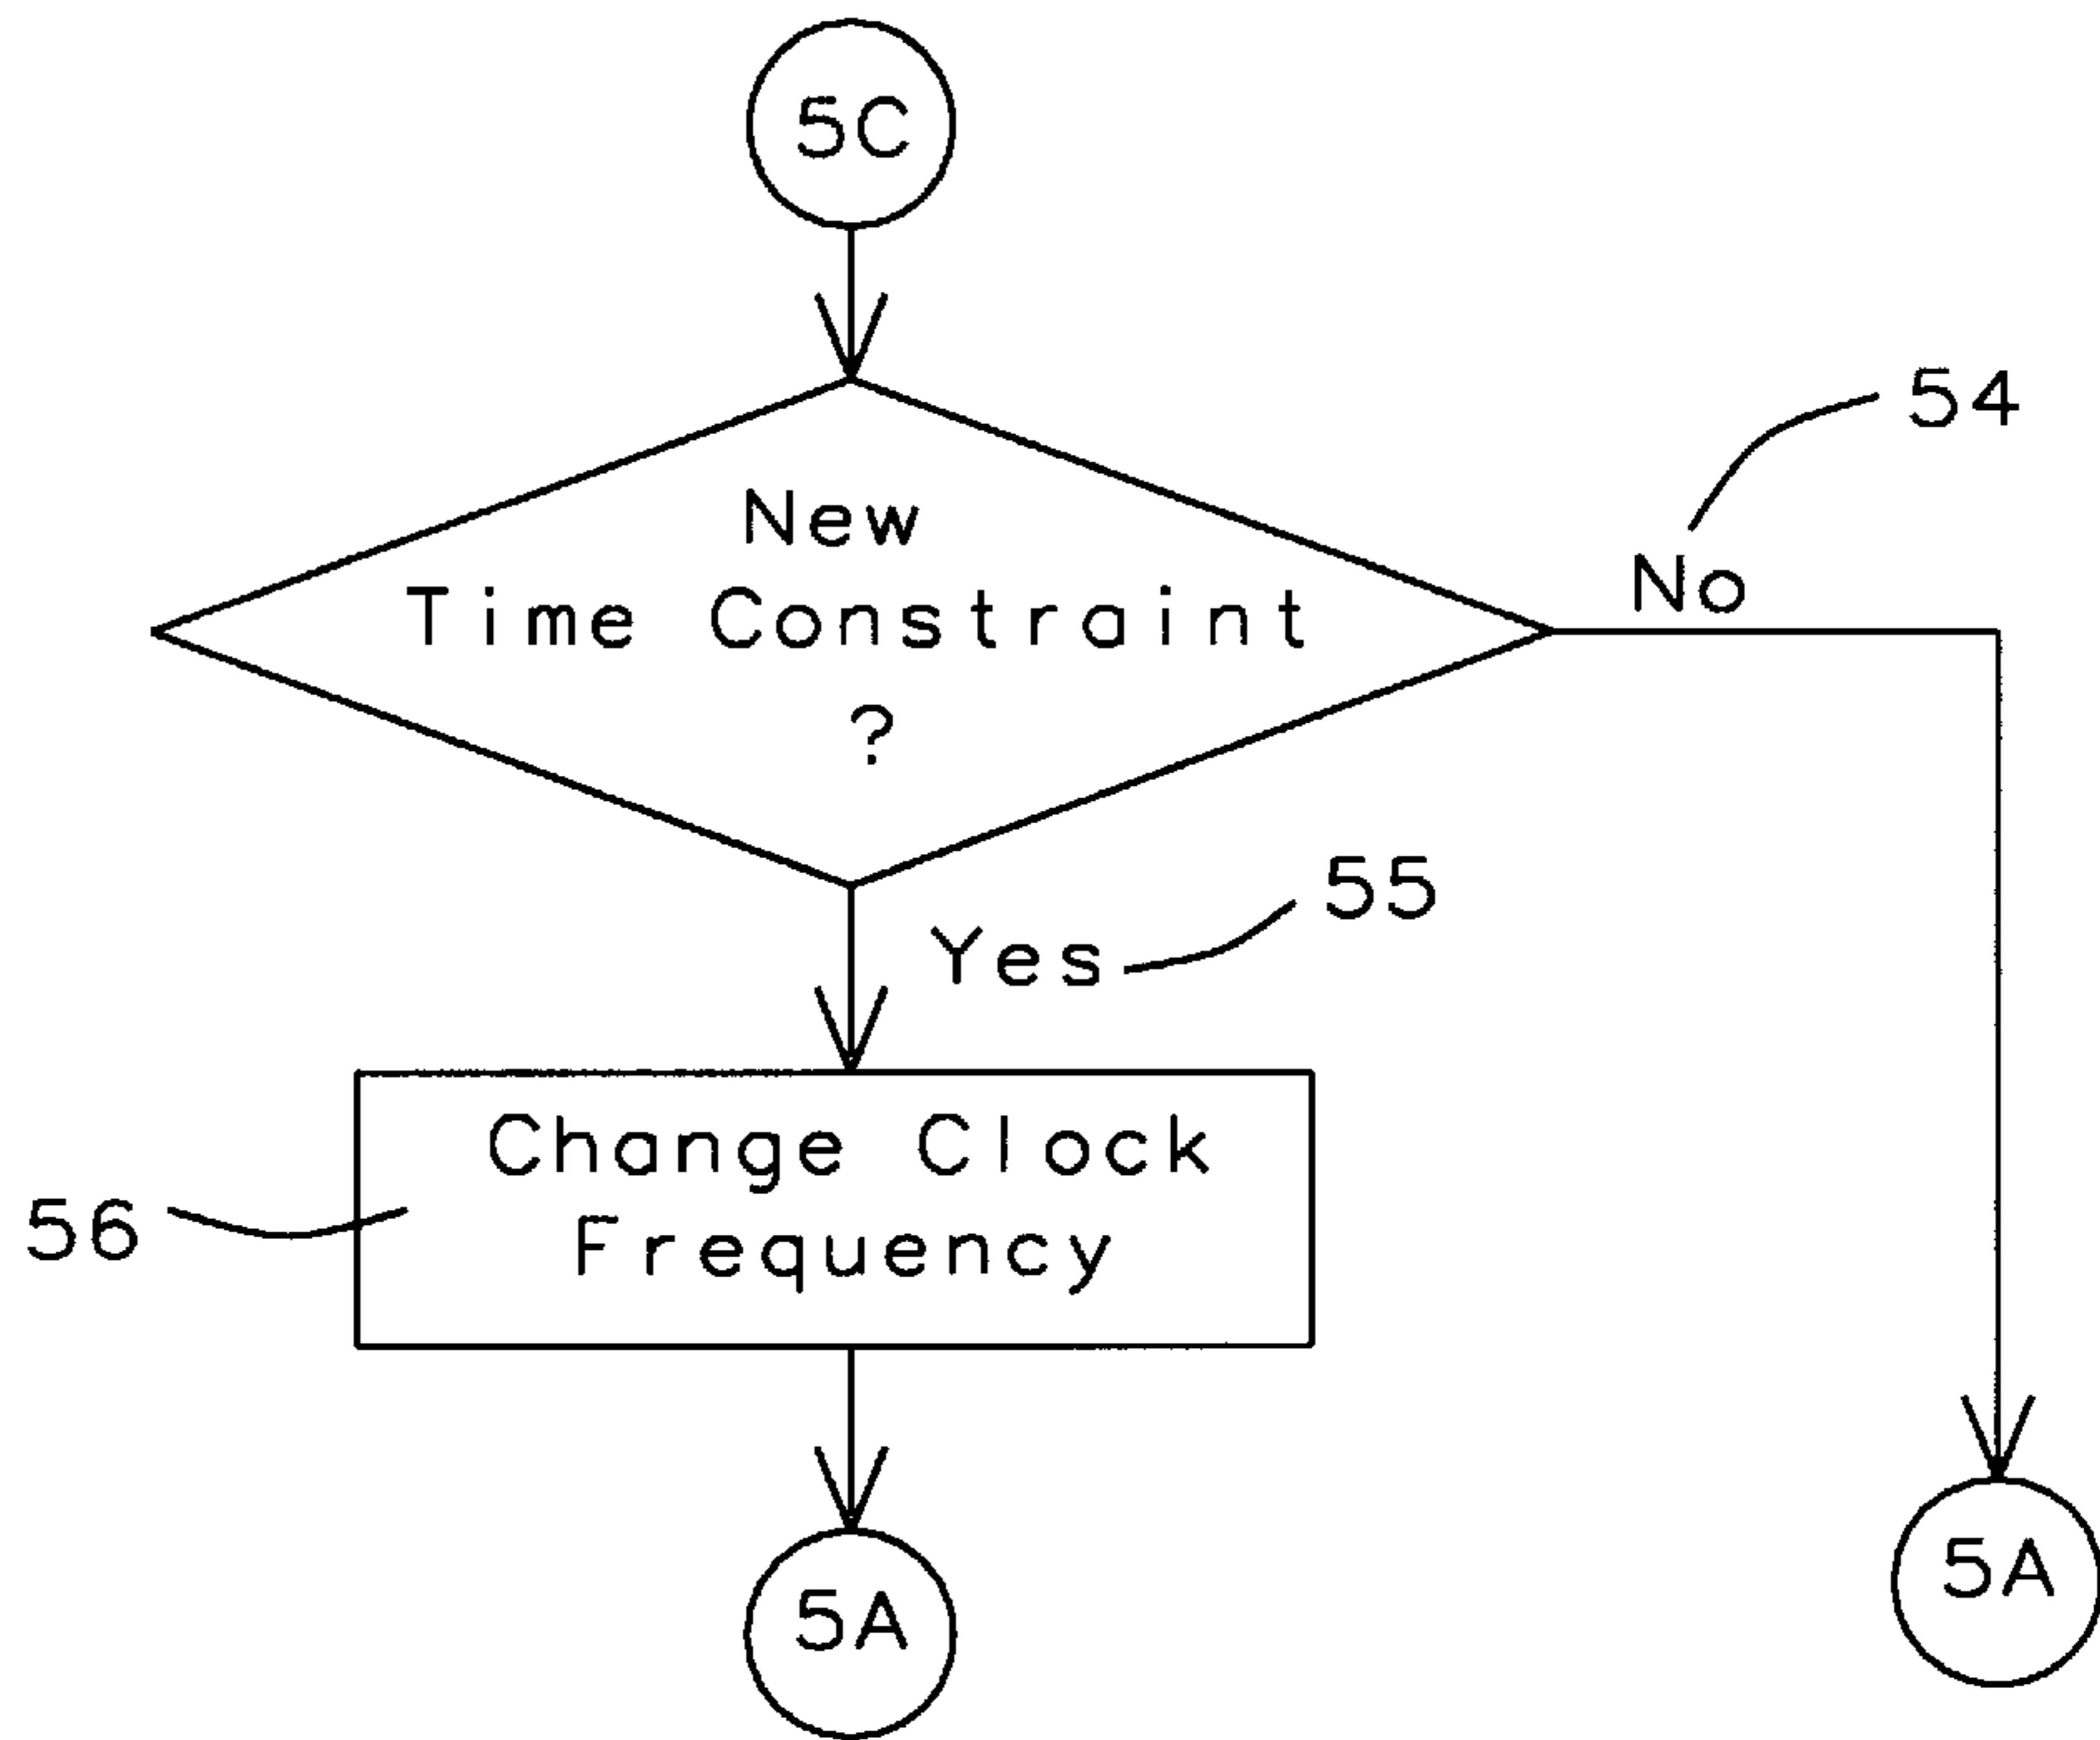 5C
54
New
No
Time Constraint
?
55
Yes
Change Clock
56
Frequency
5A
5A